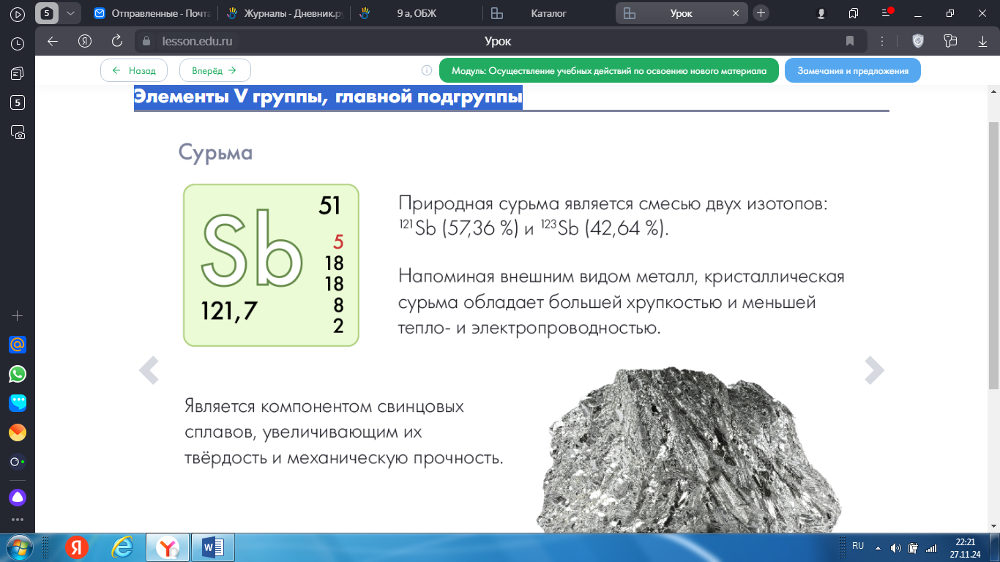 5
Отправленные - Почта
Журналы - Дневник.ру
9 а, ОБЖ
Каталог
Урок
lesson.edu.ru
Урок
Назад
Вперёд
Модуль: Осуществление учебных действий по освоению нового материала
Замечания и предложения
5
Элементы V группы, главной подгруппы
Сурьма
51
Sb
5
18
18
8
2
121,7
Природная сурьма является смесью двух изотопов:
¹²¹Sb (57,36 %) и ¹²³Sb (42,64 %).
Напоминая внешним видом металл, кристаллическая
сурьма обладает большей хрупкостью и меньшей
тепло- и электропроводностью.
Является компонентом свинцовых
сплавов, увеличивающим их
твёрдость и механическую прочность.
RU
22:21
27.11.24